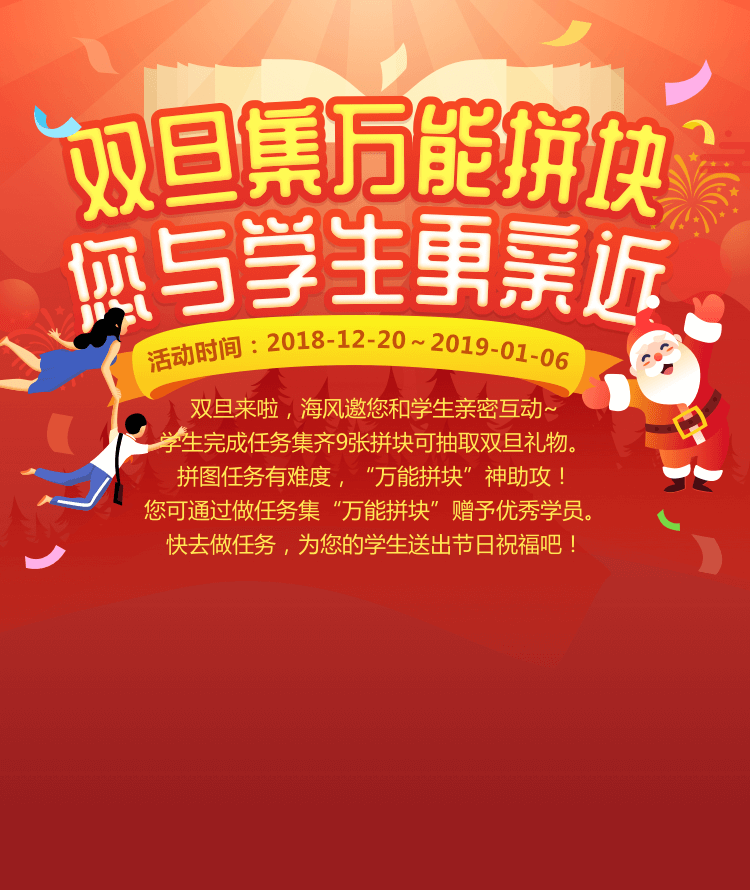 双旦集万能拼块
您与学生更亲近
活动时间：2018-12-20～2019-01-06
双旦来啦，海风邀您和学生亲密互动~
学生完成任务集齐9张拼块可抽取双旦礼物。
拼图任务有难度，“万能拼块”神助攻！
您可通过做任务集“万能拼块”赠予优秀学员。
快去做任务，为您的学生送出节日祝福吧！